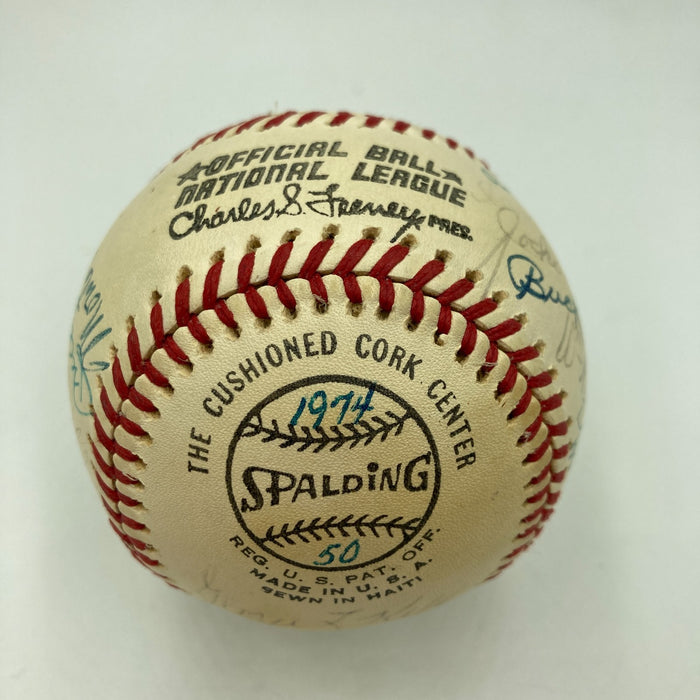 ★OFFICIAL BALL★
NATIONAL LEAGUE
Charles S. Feeney PRES.
THE CUSHIONED CORK CENTER
1974
SPALDING
50
REG. U. S. PAT. OFF.
MADE IN U. S. A.
SEWN IN HAITI